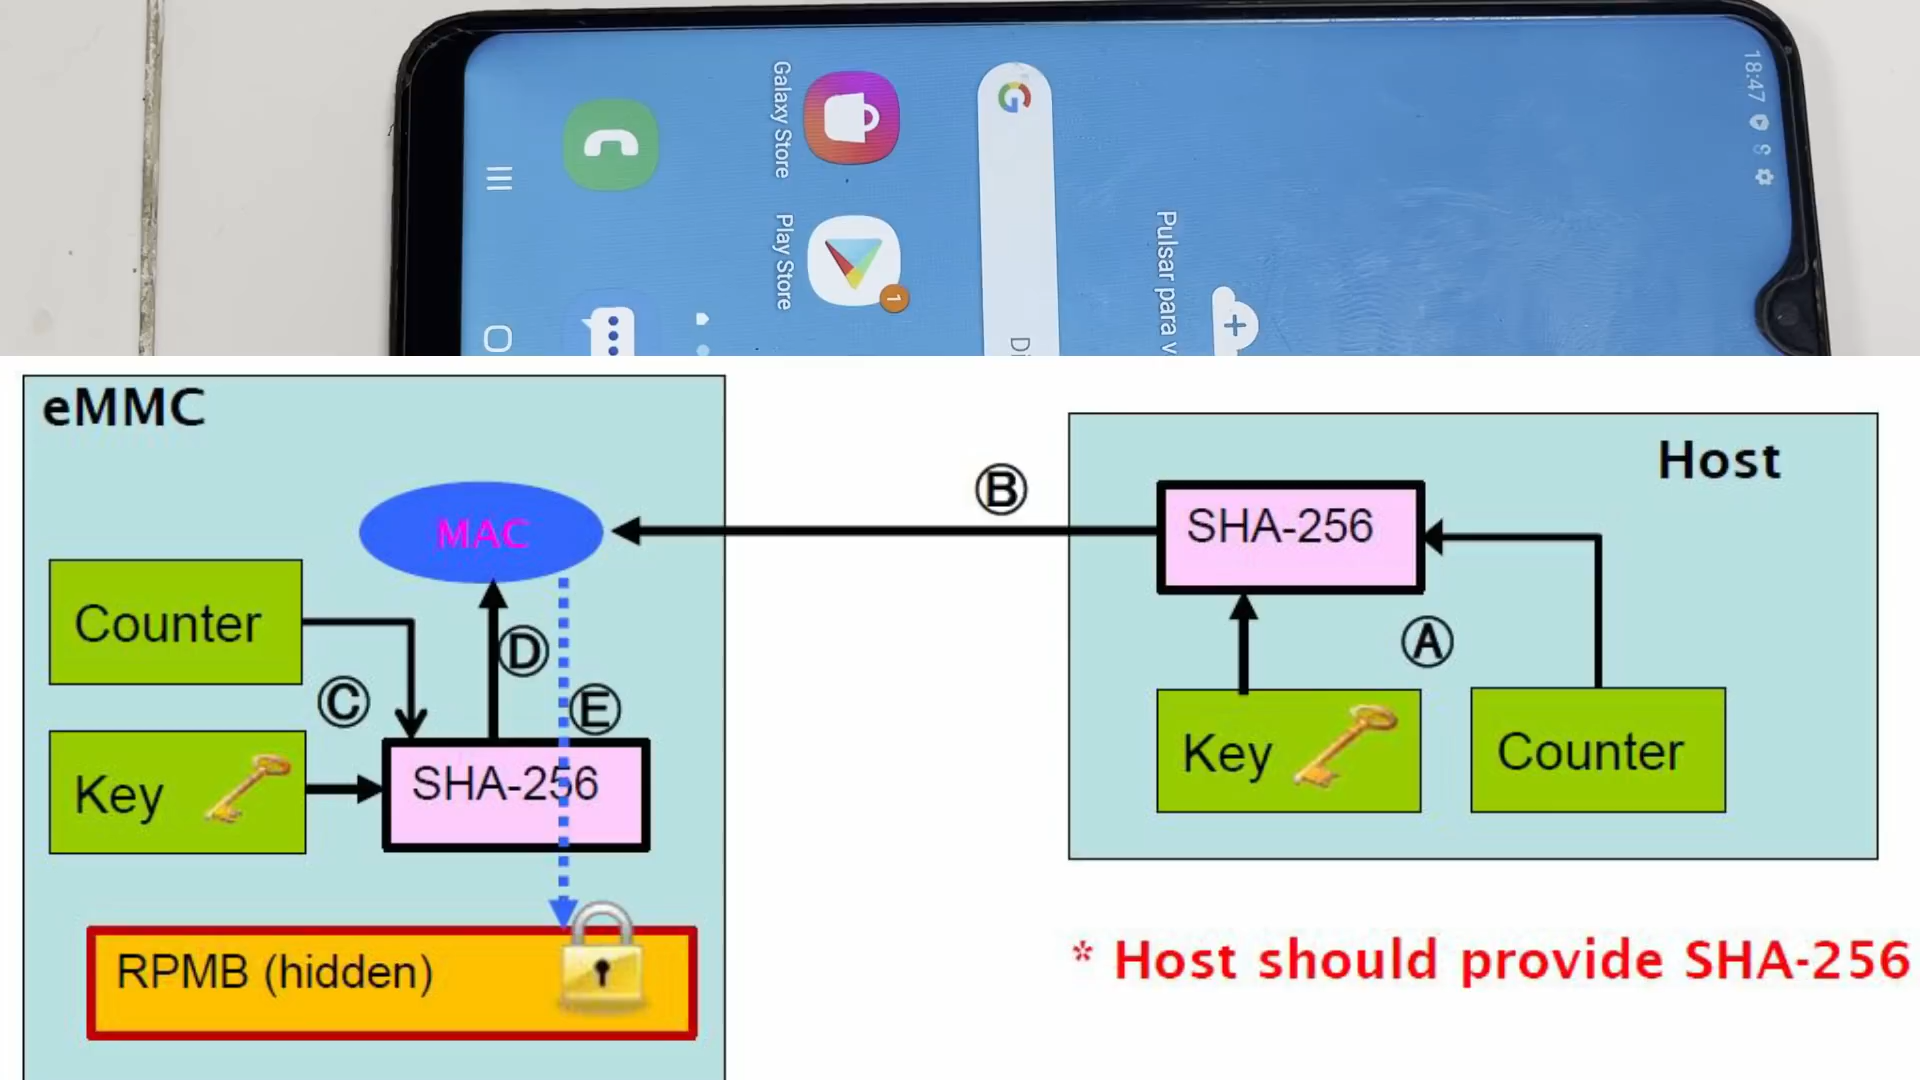 18:47
Galaxy Store
Play Store
1
Pulsar para v
G
eMMC
Host
B
MAC
SHA-256
Counter
D
A
C
E
Key
SHA-256
Key
Counter
RPMB (hidden)
* Host should provide SHA-256